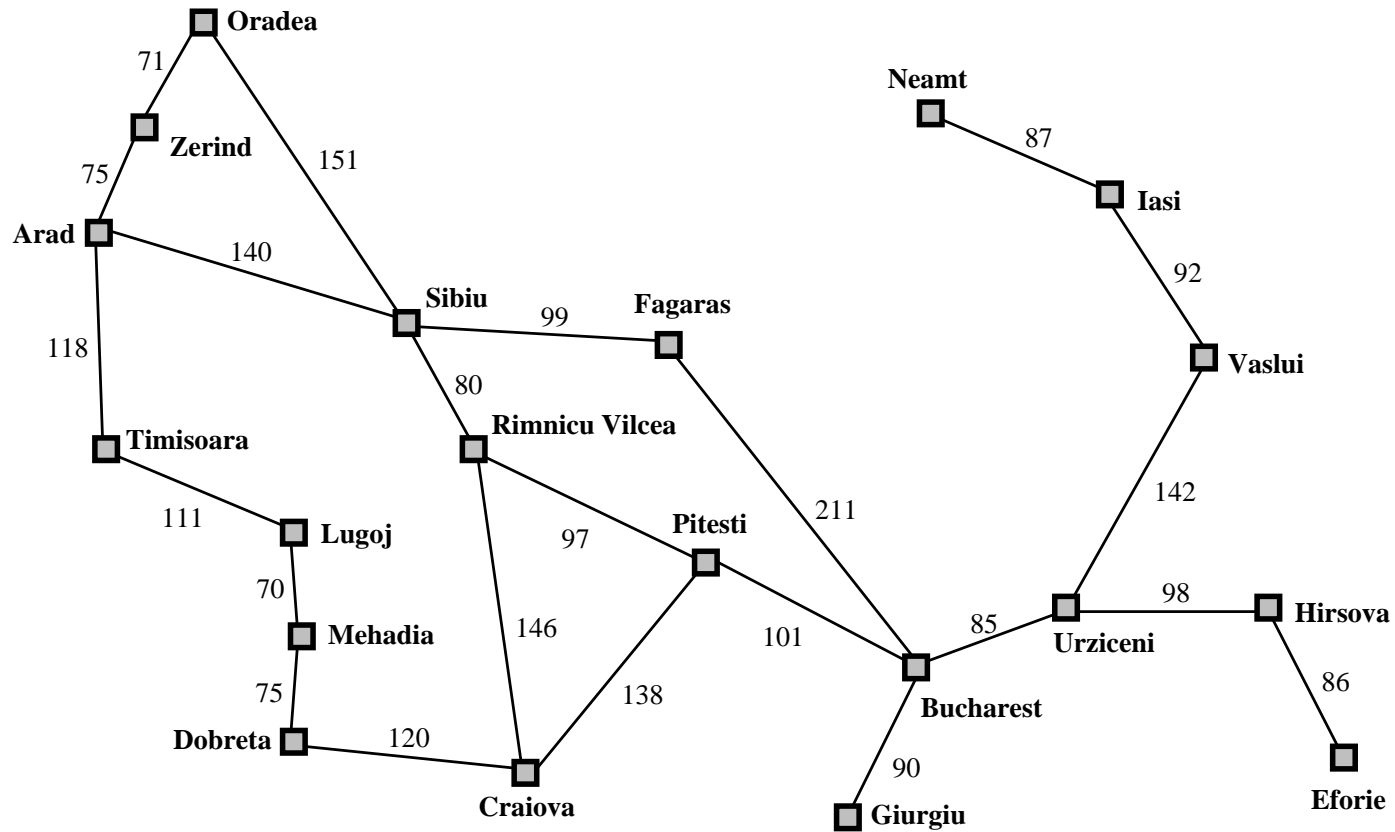 Oradea
71
Neamt
87
Zerind
151
75
Iasi
Arad
140
92
Sibiu
Fagaras
99
118
Vaslui
80
Rimnicu Vilcea
Timisoara
142
211
111
Lugoj
97
Pitesti
70
98
Hirsova
146
85
Mehadia
101
Urziceni
86
75
138
Bucharest
Dobreta
120
90
Craiova
Giurgiu
Eforie